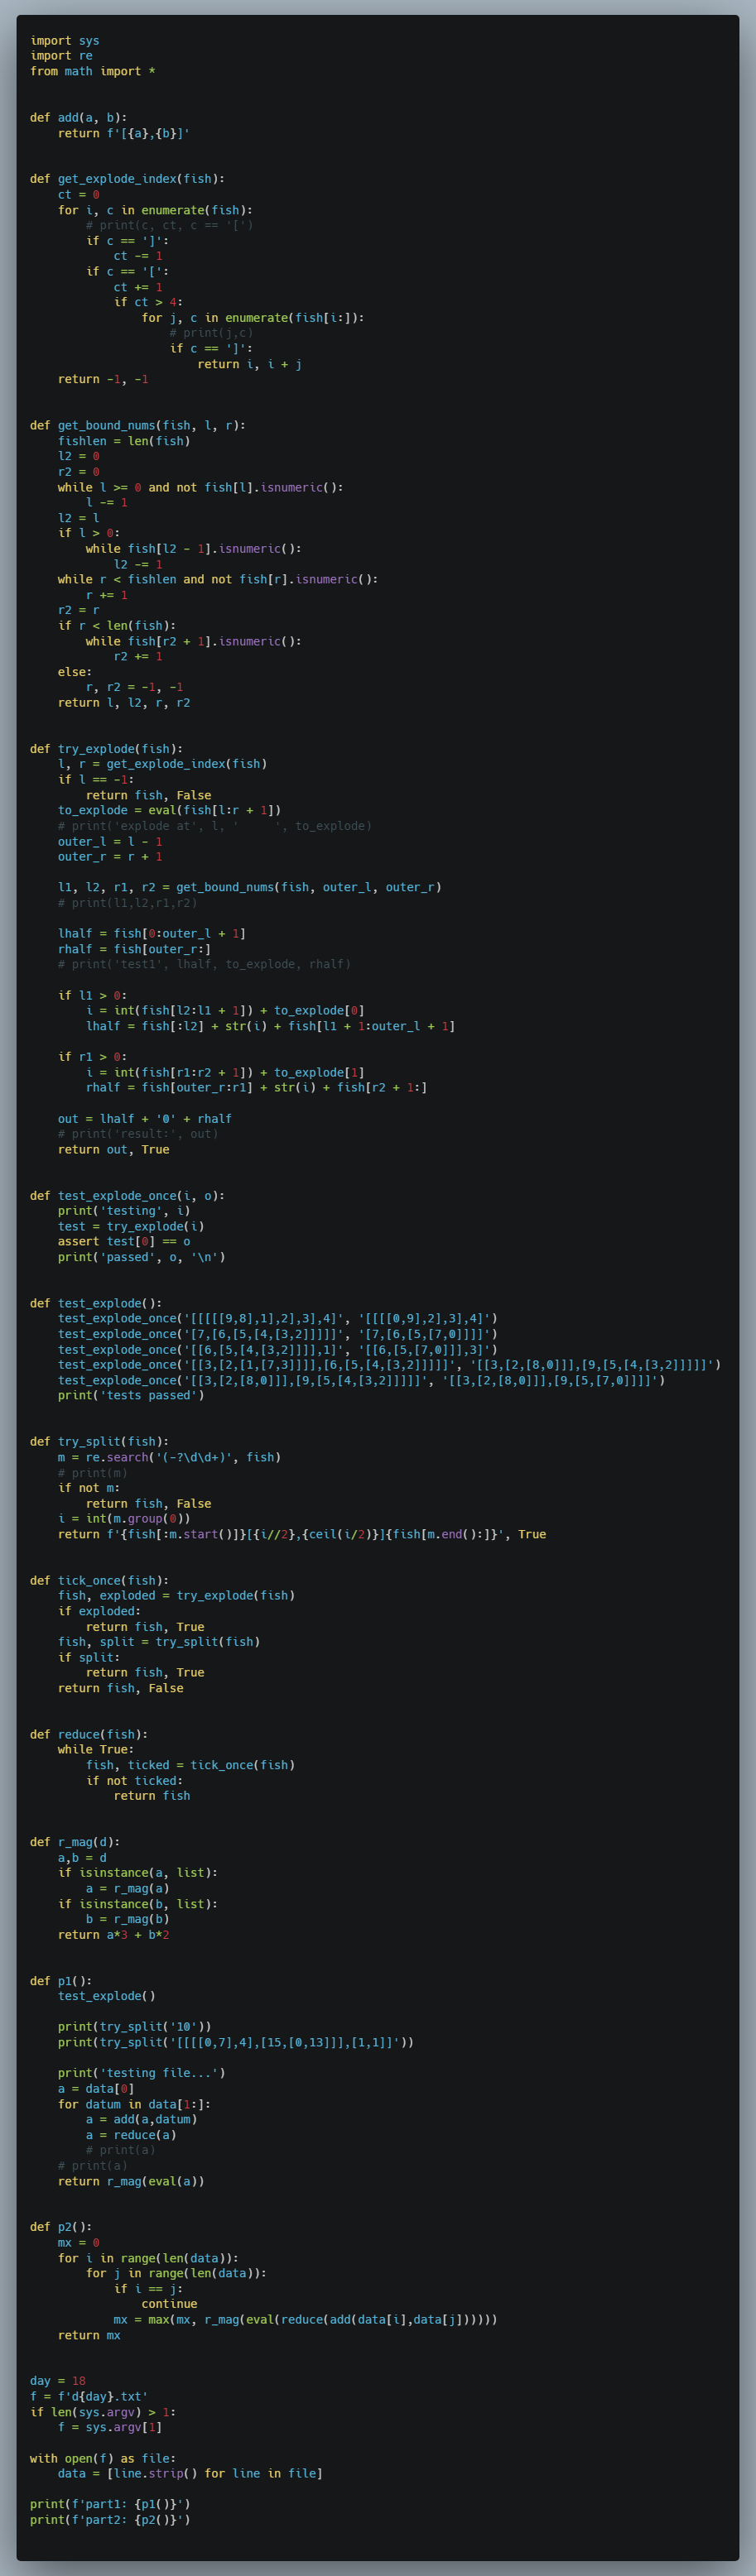 import sys
import re
from math import *
def add(a, b):
    return f'[{a},{b}]'
def get_explode_index(fish):
    ct = 0
    for i, c in enumerate(fish):
        # print(c, ct, c == '[')
        if c == ']':
            ct -= 1
        if c == '[':
            ct += 1
            if ct > 4:
                for j, c in enumerate(fish[i:]):
                    # print(j,c)
                    if c == ']':
                        return i, i + j
    return -1, -1
def get_bound_nums(fish, l, r):
    fishlen = len(fish)
    l2 = 0
    r2 = 0
    while l >= 0 and not fish[l].isnumeric():
        l -= 1
    l2 = l
    if l > 0:
        while fish[l2 - 1].isnumeric():
            l2 -= 1
    while r < fishlen and not fish[r].isnumeric():
        r += 1
    r2 = r
    if r < len(fish):
        while fish[r2 + 1].isnumeric():
            r2 += 1
    else:
        r, r2 = -1, -1
    return l, l2, r, r2
def try_explode(fish):
    l, r = get_explode_index(fish)
    if l == -1:
        return fish, False
    to_explode = eval(fish[l:r + 1])
    # print('explode at', l, '     ', to_explode)
    outer_l = l - 1
    outer_r = r + 1
    l1, l2, r1, r2 = get_bound_nums(fish, outer_l, outer_r)
    # print(l1,l2,r1,r2)
    lhalf = fish[0:outer_l + 1]
    rhalf = fish[outer_r:]
    # print('test1', lhalf, to_explode, rhalf)
    if l1 > 0:
        i = int(fish[l2:l1 + 1]) + to_explode[0]
        lhalf = fish[:l2] + str(i) + fish[l1 + 1:outer_l + 1]
    if r1 > 0:
        i = int(fish[r1:r2 + 1]) + to_explode[1]
        rhalf = fish[outer_r:r1] + str(i) + fish[r2 + 1:]
    out = lhalf + '0' + rhalf
    # print('result:', out)
    return out, True
def test_explode_once(i, o):
    print('testing', i)
    test = try_explode(i)
    assert test[0] == o
    print('passed', o, '\n')
def test_explode():
    test_explode_once('[[[[[9,8],1],2],3],4]', '[[[[0,9],2],3],4]')
    test_explode_once('[7,[6,[5,[4,[3,2]]]]]', '[7,[6,[5,[7,0]]]]')
    test_explode_once('[[6,[5,[4,[3,2]]]],1]', '[[6,[5,[7,0]]],3]')
    test_explode_once('[[3,[2,[1,[7,3]]]],[6,[5,[4,[3,2]]]]]', '[[3,[2,[8,0]]],[9,[5,[4,[3,2]]]]]')
    test_explode_once('[[3,[2,[8,0]]],[9,[5,[4,[3,2]]]]]', '[[3,[2,[8,0]]],[9,[5,[7,0]]]]')
    print('tests passed')
def try_split(fish):
    m = re.search('(-?\d\d+)', fish)
    # print(m)
    if not m:
        return fish, False
    i = int(m.group(0))
    return f'{fish[:m.start()]}[{i//2},{ceil(i/2)}]{fish[m.end():]}', True
def tick_once(fish):
    fish, exploded = try_explode(fish)
    if exploded:
        return fish, True
    fish, split = try_split(fish)
    if split:
        return fish, True
    return fish, False
def reduce(fish):
    while True:
        fish, ticked = tick_once(fish)
        if not ticked:
            return fish
def r_mag(d):
    a,b = d
    if isinstance(a, list):
        a = r_mag(a)
    if isinstance(b, list):
        b = r_mag(b)
    return a*3 + b*2
def p1():
    test_explode()
    print(try_split('10'))
    print(try_split('[[[[0,7],4],[15,[0,13]]],[1,1]]'))
    print('testing file...')
    a = data[0]
    for datum in data[1:]:
        a = add(a,datum)
        a = reduce(a)
        # print(a)
    # print(a)
    return r_mag(eval(a))
def p2():
    mx = 0
    for i in range(len(data)):
        for j in range(len(data)):
            if i == j:
                continue
            mx = max(mx, r_mag(eval(reduce(add(data[i],data[j])))))
    return mx
day = 18
f = f'd{day}.txt'
if len(sys.argv) > 1:
    f = sys.argv[1]
with open(f) as file:
    data = [line.strip() for line in file]
print(f'part1: {p1()}')
print(f'part2: {p2()}')